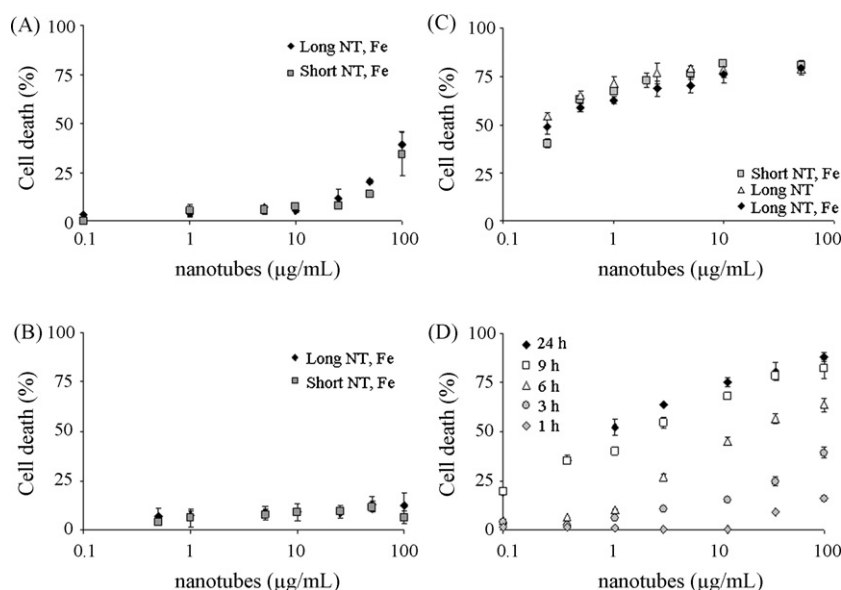 (A)
100
75
50
25
0
Cell death (%)
Long NT, Fe
Short NT, Fe
0.1 1 10 100
nanotubes (µg/mL)
(C)
100
75
50
25
0
Cell death (%)
Short NT, Fe
Long NT
Long NT, Fe
0.1 1 10 100
nanotubes (µg/mL)
(B)
100
75
50
25
0
Cell death (%)
Long NT, Fe
Short NT, Fe
0.1 1 10 100
nanotubes (µg/mL)
(D)
100
75
50
25
0
Cell death (%)
24 h
9 h
6 h
3 h
1 h
0.1 1 10 100
nanotubes (µg/mL)